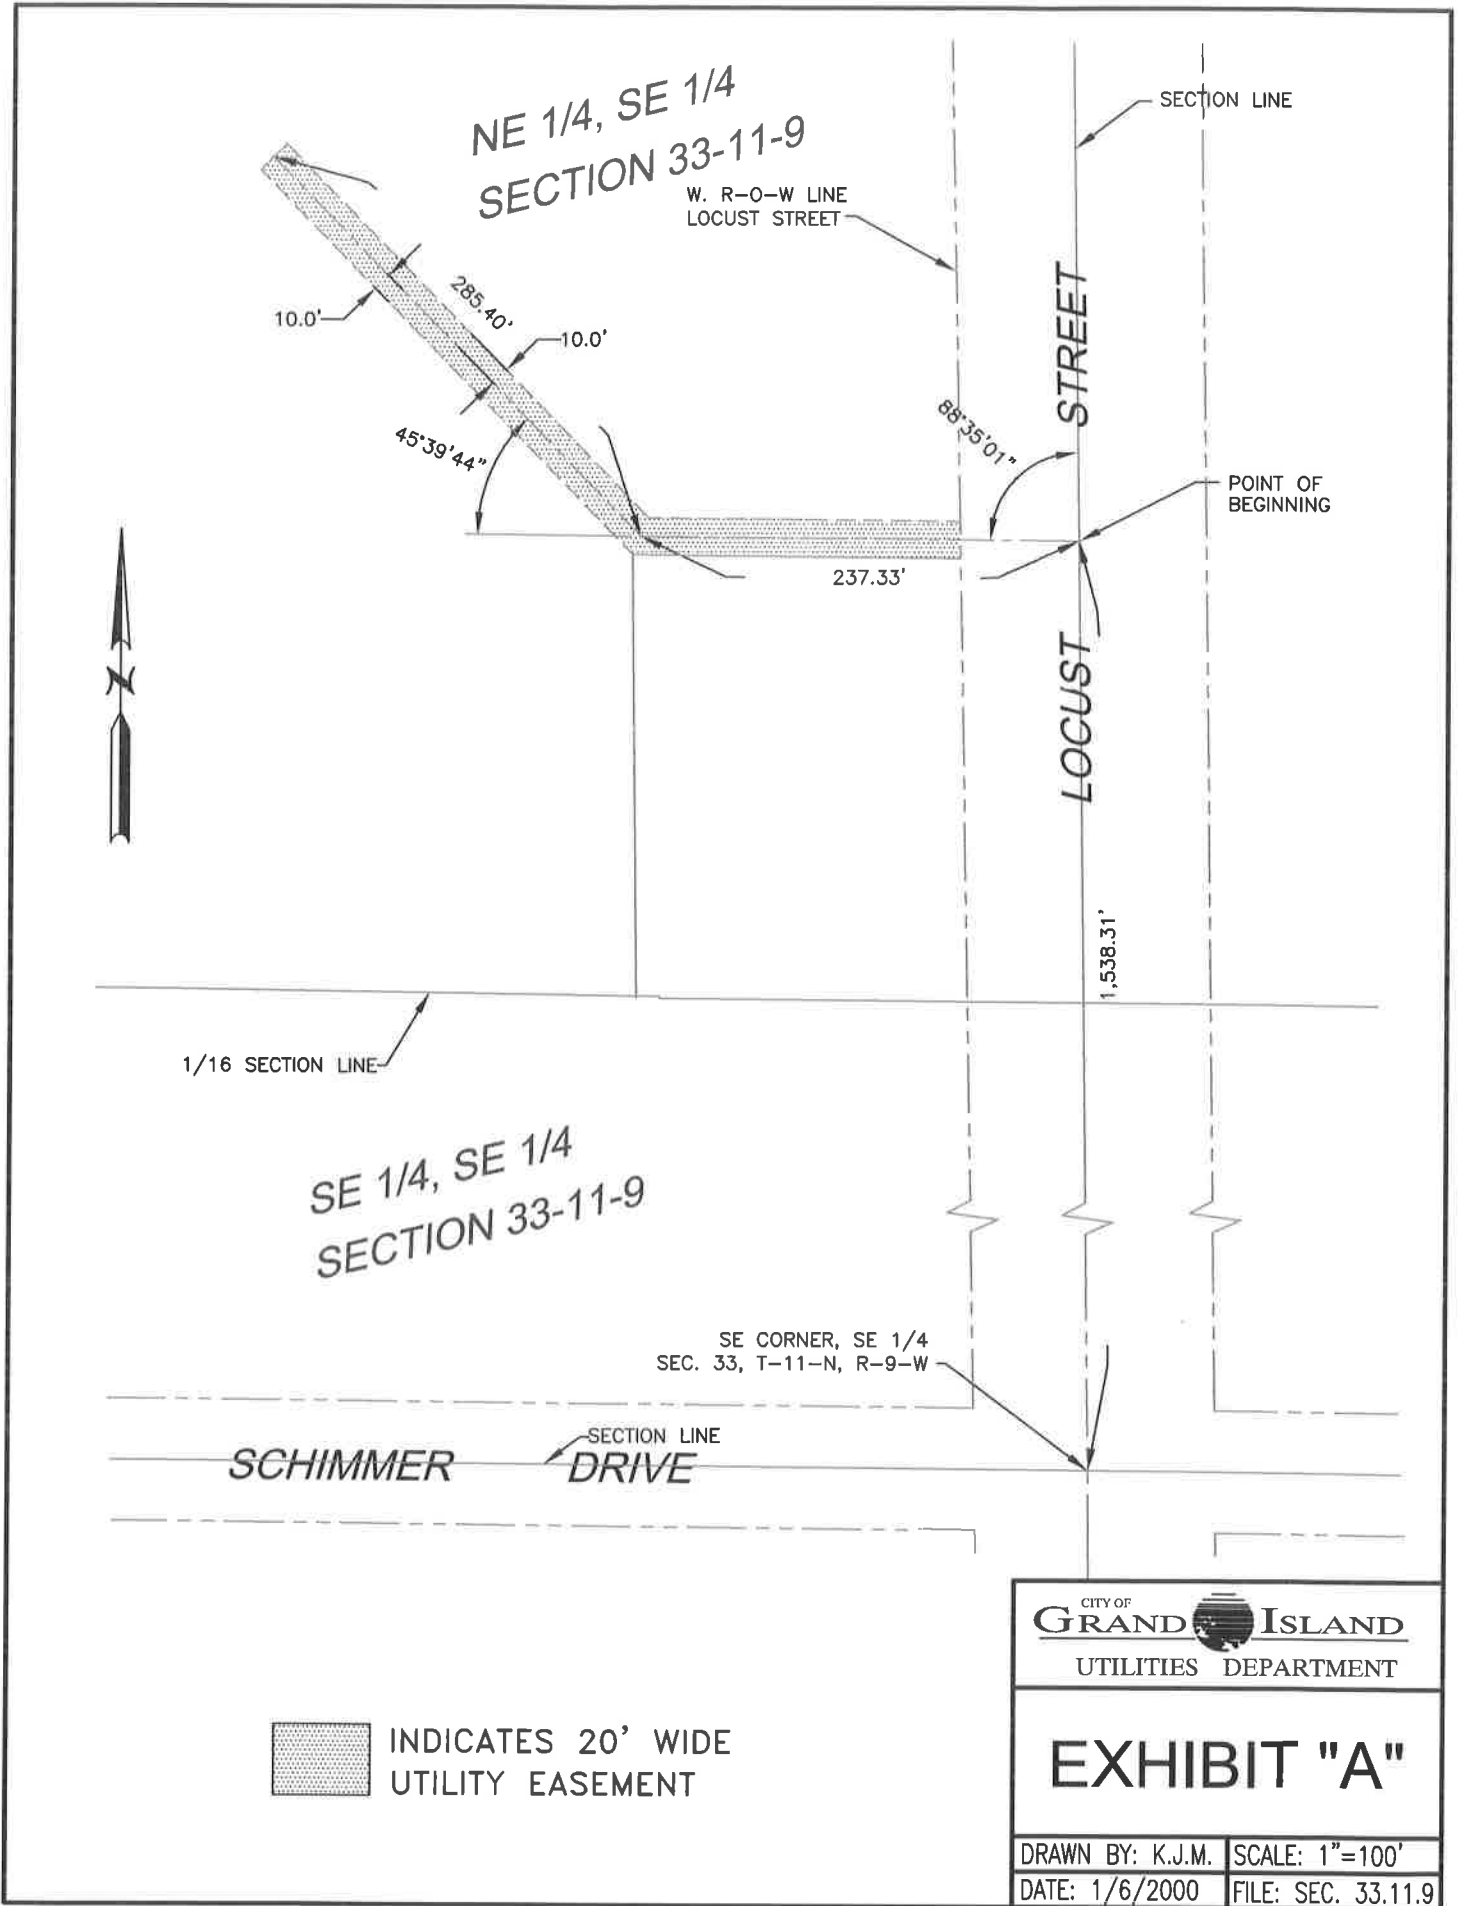 NE 1/4, SE 1/4
SECTION 33-11-9
SECTION LINE
W. R-O-W LINE
LOCUST STREET
285.40'
10.0'
10.0'
45°39'44"
88°35'01"
STREET
POINT OF
BEGINNING
237.33'
N
LOCUST
1,538.31'
1/16 SECTION LINE
SE 1/4, SE 1/4
SECTION 33-11-9
SE CORNER, SE 1/4
SEC. 33, T-11-N, R-9-W
SECTION LINE
SCHIMMER DRIVE
CITY OF
GRAND ISLAND
UTILITIES DEPARTMENT
INDICATES 20' WIDE
UTILITY EASEMENT
EXHIBIT "A"
DRAWN BY: K.J.M. SCALE: 1"=100'
DATE: 1/6/2000 FILE: SEC. 33.11.9